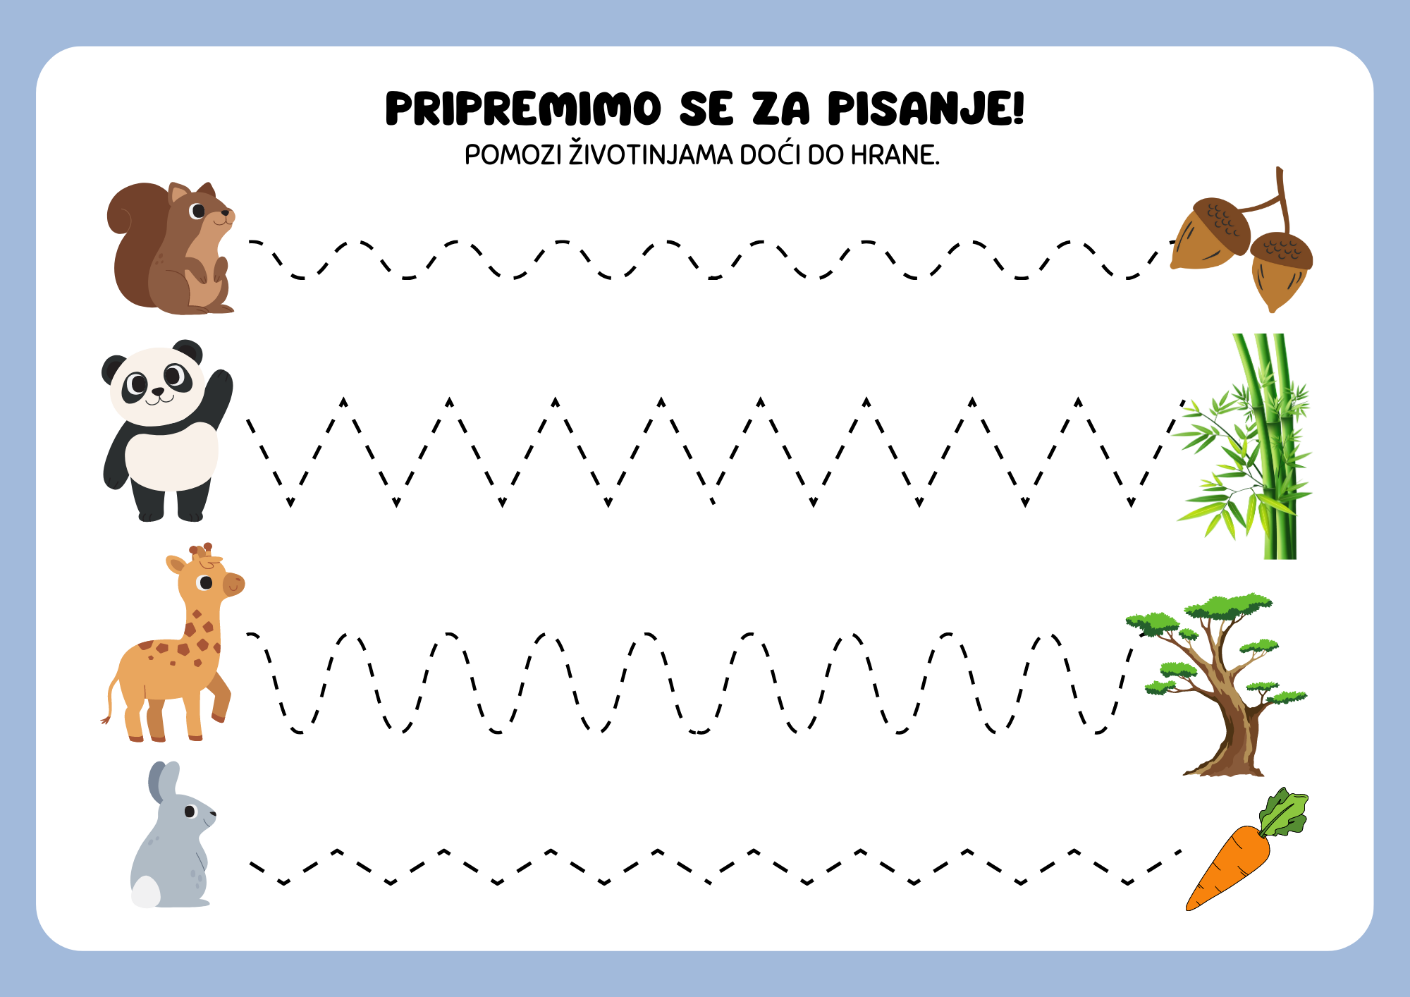 PRIPREMIMO SE ZA PISANJE!
POMOZI ŽIVOTINJAMA DOĆI DO HRANE.